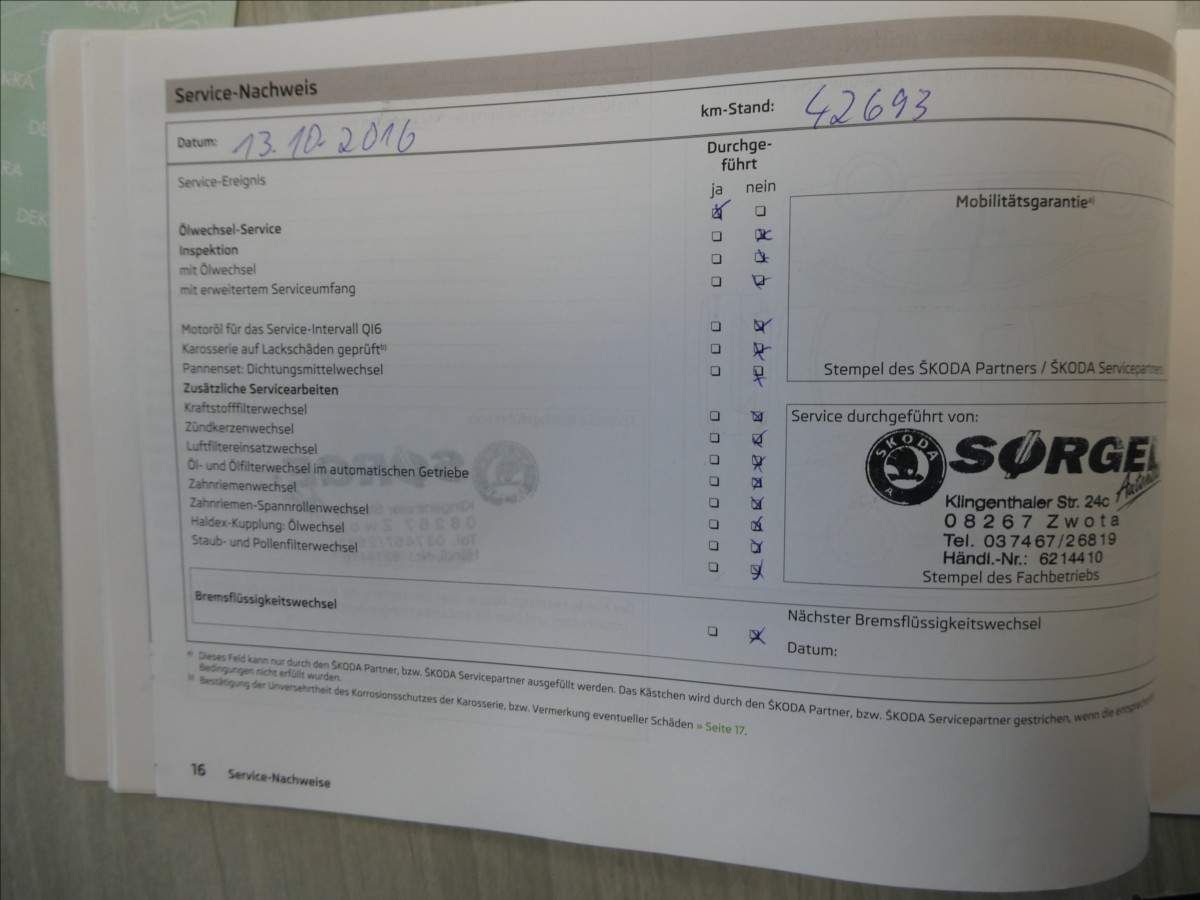 DEKRA
Service-Nachweis
Datum: 13.10.2016
km-Stand: 42693
Durchge-
führt
Service-Ereignis
ja nein
Mobilitätsgarantie a)
Ölwechsel-Service
Inspektion
mit Ölwechsel
mit erweitertem Serviceumfang
Motoröl für das Service-Intervall QI6
Karosserie auf Lackschäden geprüft b)
Pannenset: Dichtungsmittelwechsel
Stempel des ŠKODA Partners / ŠKODA Servicepartners
Zusätzliche Servicearbeiten
Kraftstofffilterwechsel
Zündkerzenwechsel
Luftfiltereinsatzwechsel
Öl- und Ölfilterwechsel im automatischen Getriebe
Zahnriemenwechsel
Zahnriemen-Spannrollenwechsel
Haldex-Kupplung: Ölwechsel
Staub- und Pollenfilterwechsel
Service durchgeführt von:
SKODA
SØRGEL
Klingenthaler Str. 24c
08267 Zwota
Tel. 037467/26819
Händl.-Nr.: 6214410
Stempel des Fachbetriebs
Bremsflüssigkeitswechsel
Nächster Bremsflüssigkeitswechsel
Datum:
a) Dieses Feld kann nur durch den ŠKODA Partner, bzw. ŠKODA Servicepartner ausgefüllt werden. Das Kästchen wird durch den ŠKODA Partner, bzw. ŠKODA Servicepartner gestrichen, wenn die
Bedingungen nicht erfüllt wurden.
b) Bestätigung der Unversehrtheit des Korrosionsschutzes der Karosserie, bzw. Vermerkung eventueller Schäden » Seite 17.
16 Service-Nachweise